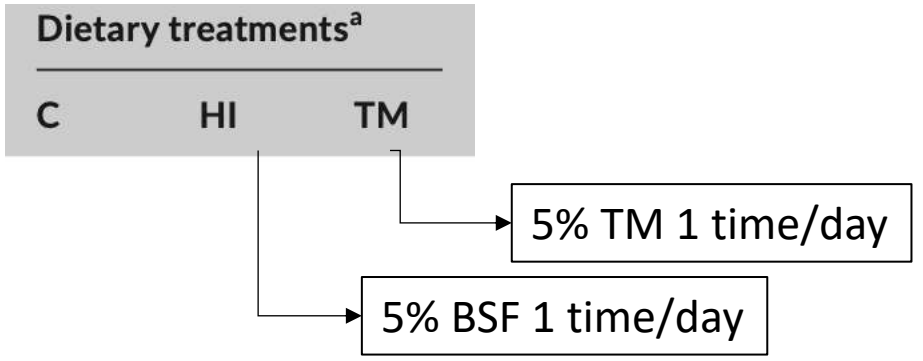 Dietary treatmentsᵃ
C HI TM
5% TM 1 time/day
5% BSF 1 time/day